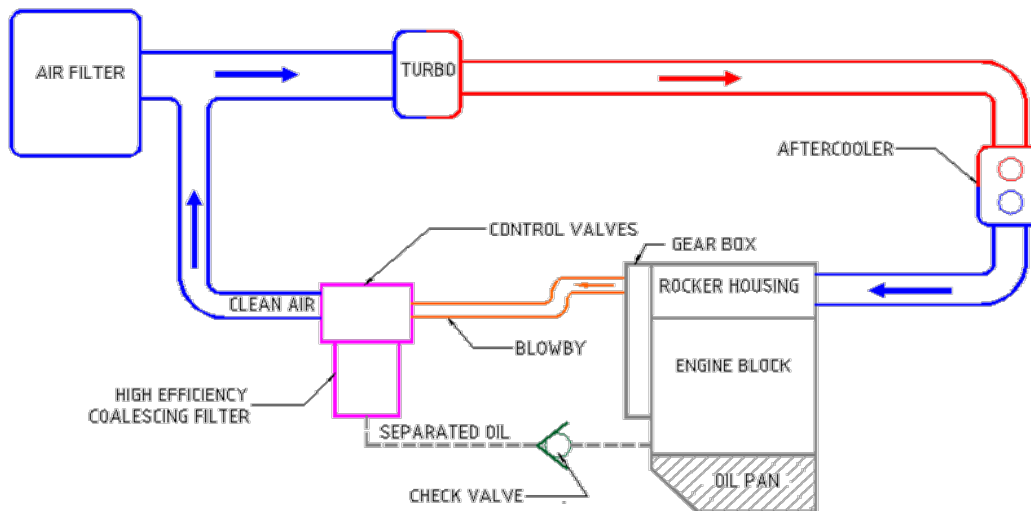 AIR FILTER
TURBO
AFTERCOOLER
CONTROL VALVES
GEAR BOX
ROCKER HOUSING
CLEAN AIR
BLOWBY
ENGINE BLOCK
HIGH EFFICIENCY
COALESCING FILTER
SEPARATED OIL
OIL PAN
CHECK VALVE